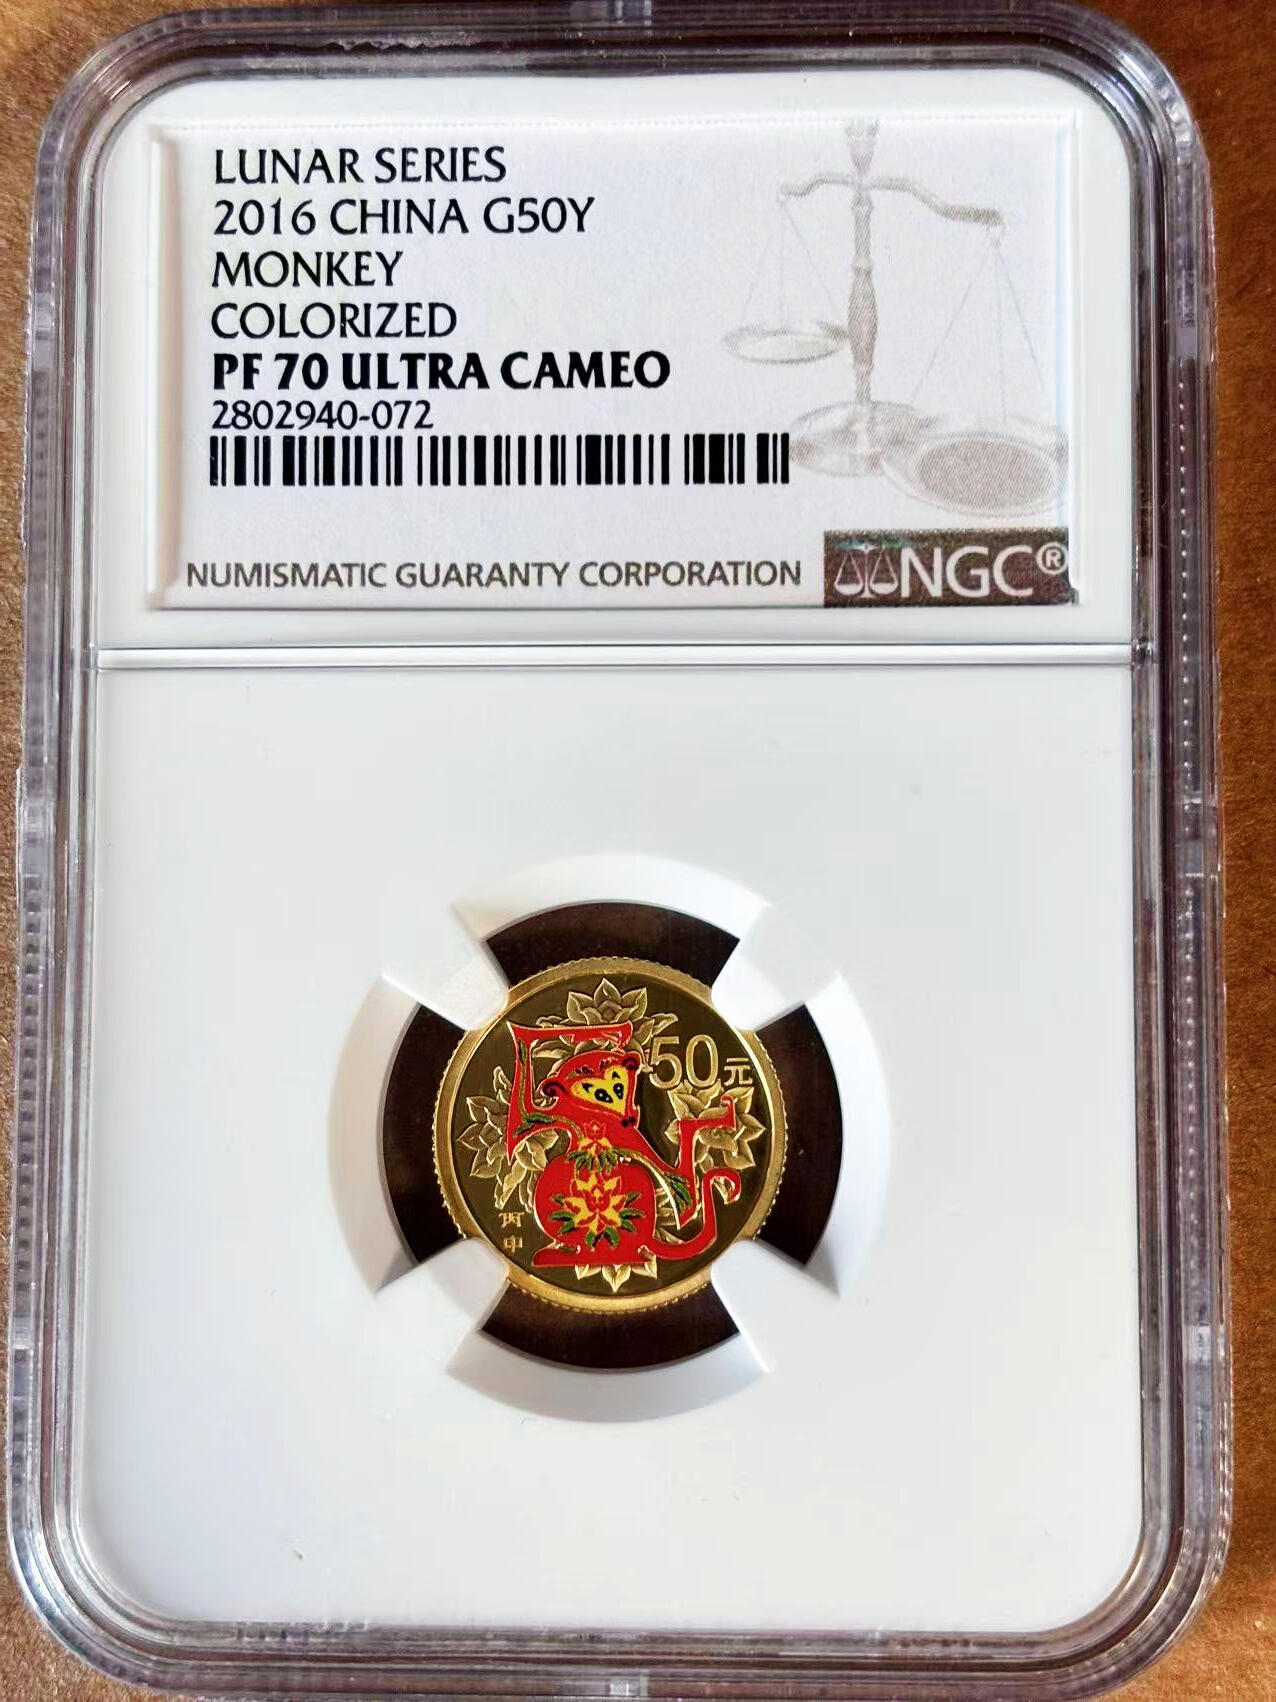 LUNAR SERIES
2016 CHINA G50Y
MONKEY
COLORIZED
PF 70 ULTRA CAMEO
2802940-072
NUMISMATIC GUARANTY CORPORATION NGC®
50元
丙
申